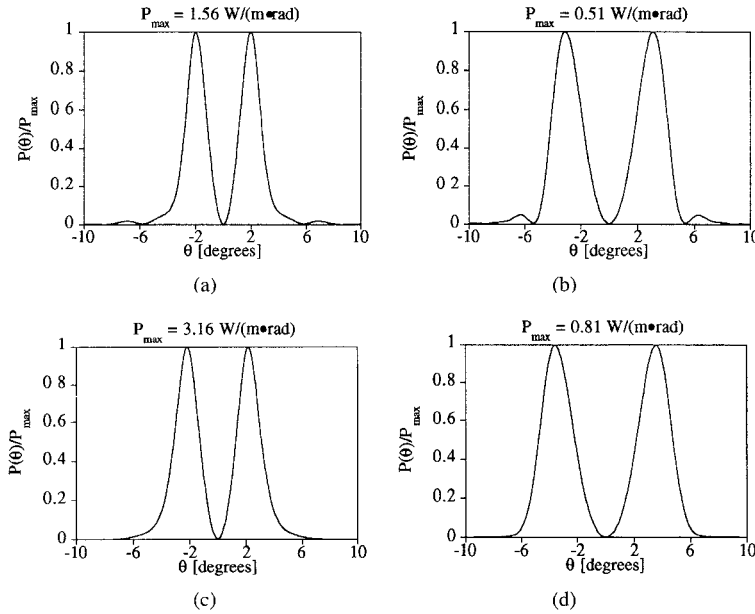 P_max = 1.56 W/(m•rad)
P(θ)/P_max
1
0.8
0.6
0.4
0.2
0
-10 -6 -2 2 6 10
θ [degrees]
(a)
P_max = 0.51 W/(m•rad)
P(θ)/P_max
1
0.8
0.6
0.4
0.2
0
-10 -6 -2 2 6 10
θ [degrees]
(b)
P_max = 3.16 W/(m•rad)
P(θ)/P_max
1
0 8
0.6
0.4
0.2
0
-10 -6 -2 2 6 10
θ [degrees]
(c)
P_max = 0.81 W/(m•rad)
P(θ)/P_max
1
0 8
0.6
0.4
0.2
0
-10 -6 -2 2 6 10
θ [degrees]
(d)